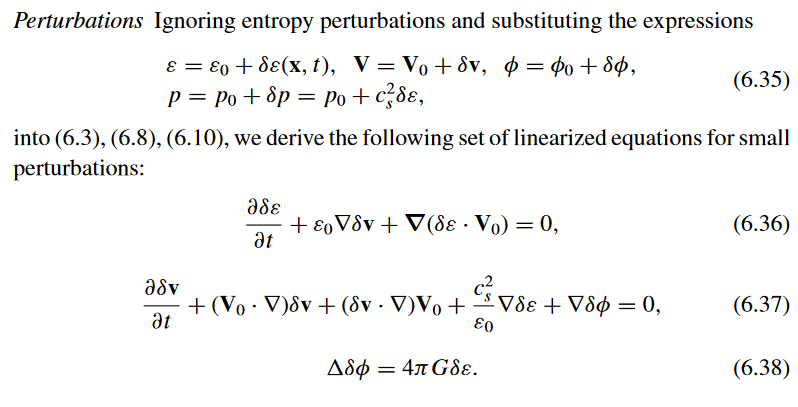 Perturbations Ignoring entropy perturbations and substituting the expressions
ε = ε₀ + δε(x, t), V = V₀ + δv, ϕ = ϕ₀ + δϕ,
p = p₀ + δp = p₀ + c_s²δε,
(6.35)
into (6.3), (6.8), (6.10), we derive the following set of linearized equations for small
perturbations:
∂δε/∂t + ε₀∇δv + ∇(δε · V₀) = 0, (6.36)
∂δv/∂t + (V₀ · ∇)δv + (δv · ∇)V₀ + c_s²/ε₀ ∇δε + ∇δϕ = 0, (6.37)
Δδϕ = 4πGδε. (6.38)